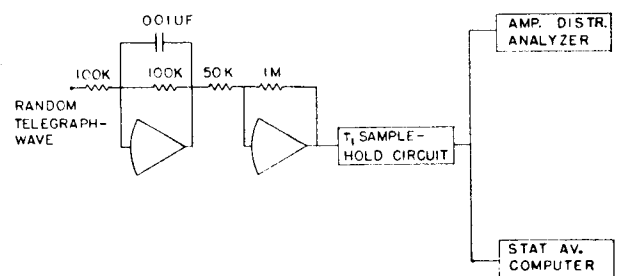 001UF
100K
100K
50K
1M
RANDOM
TELEGRAPH-
WAVE
T1 SAMPLE-
HOLD CIRCUIT
AMP. DISTR.
ANALYZER
STAT AV.
COMPUTER